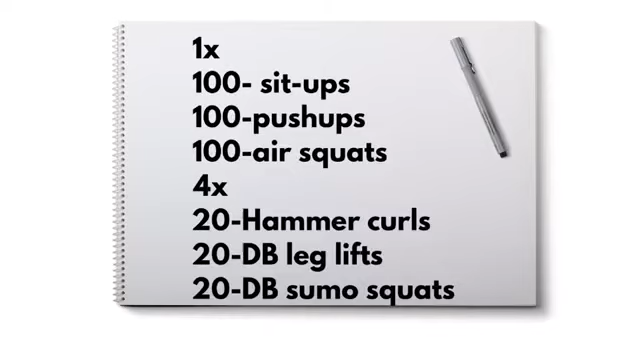 1x
100- sit-ups
100-pushups
100-air squats
4x
20-Hammer curls
20-DB leg lifts
20-DB sumo squats